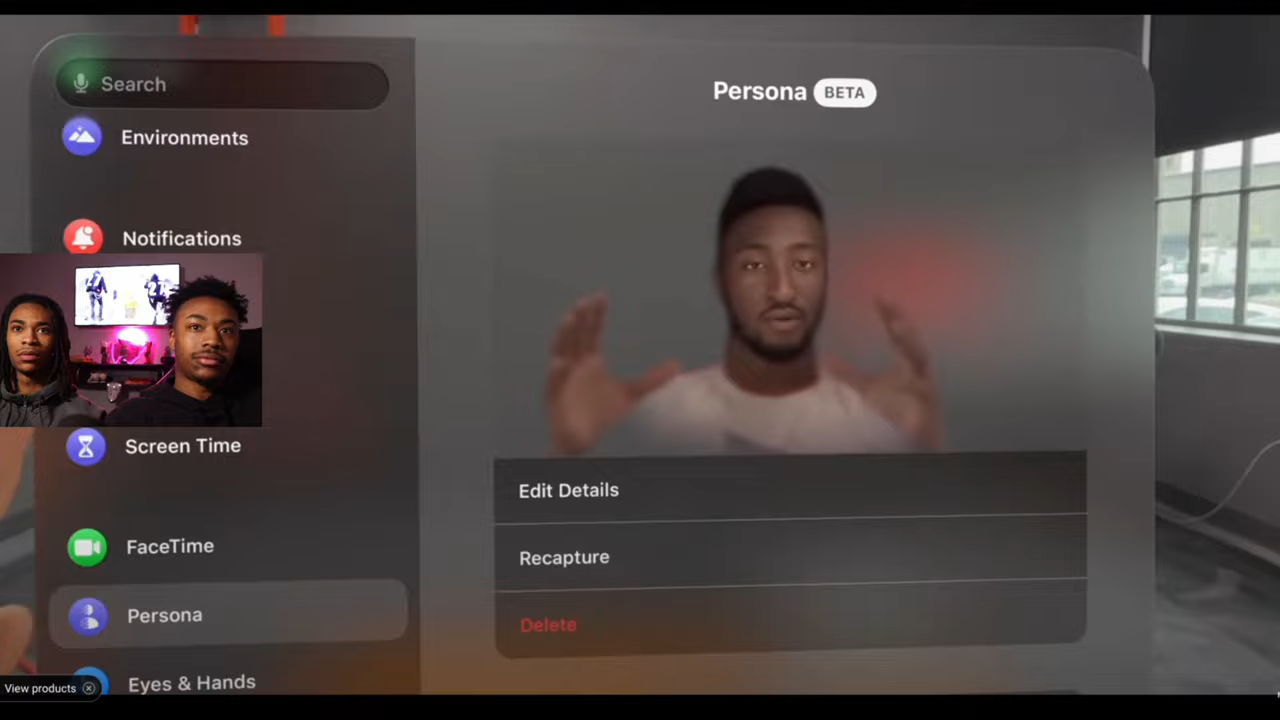 Search
Persona BETA
Environments
Notifications
Screen Time
FaceTime
Persona
Eyes & Hands
Edit Details
Recapture
Delete
View products